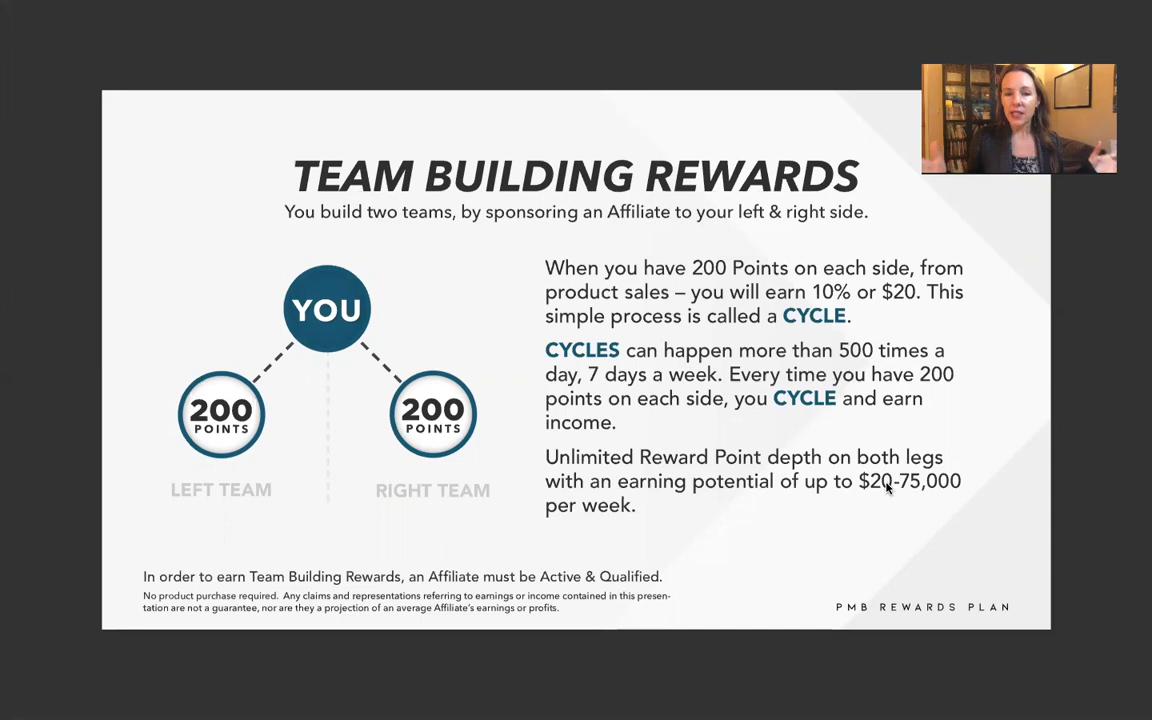 TEAM BUILDING REWARDS
You build two teams, by sponsoring an Affiliate to your left & right side.
YOU
200
POINTS
200
POINTS
LEFT TEAM
RIGHT TEAM
When you have 200 Points on each side, from
product sales – you will earn 10% or $20. This
simple process is called a CYCLE.
CYCLES can happen more than 500 times a
day, 7 days a week. Every time you have 200
points on each side, you CYCLE and earn
income.
Unlimited Reward Point depth on both legs
with an earning potential of up to $20-75,000
per week.
In order to earn Team Building Rewards, an Affiliate must be Active & Qualified.
No product purchase required. Any claims and representations referring to earnings or income contained in this presen-
tation are not a guarantee, nor are they a projection of an average Affiliate's earnings or profits.
PMB REWARDS PLAN